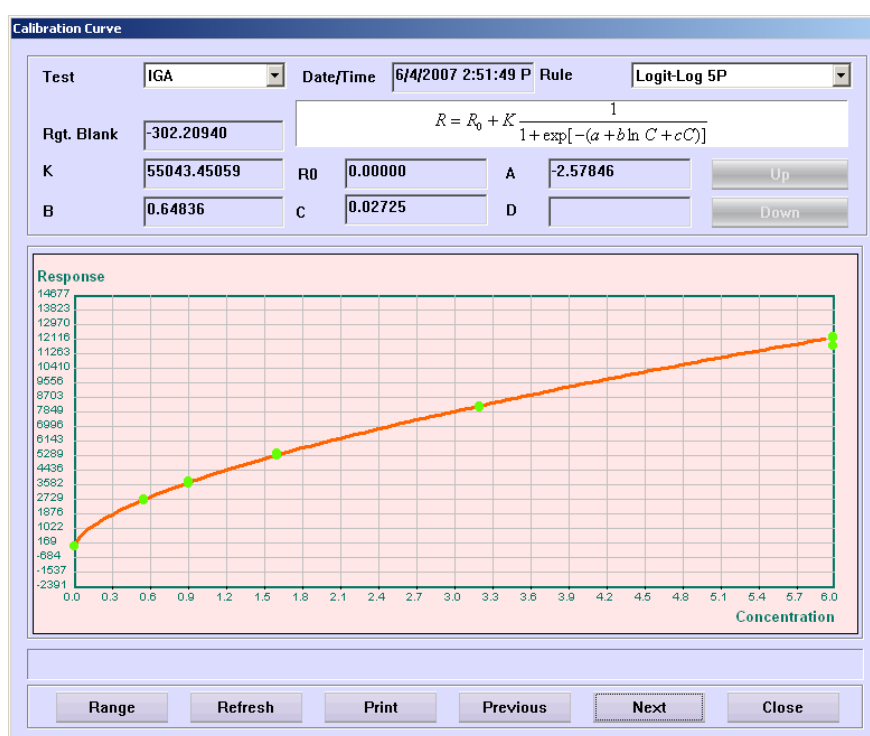 Calibration Curve
Test IGA Date/Time 6/4/2007 2:51:49 P Rule Logit-Log 5P
Rgt. Blank -302.20940 R = R₀ + K 1 / 1 + exp[−(a + b ln C + cC)]
K 55043.45059 R0 0.00000 A -2.57846 Up
B 0.64836 C 0.02725 D Down
Response
14677
13823
12970
12116
11263
10410
9556
8703
7849
6996
6143
5289
4436
3582
2729
1876
1022
169
-684
-1537
-2391
0.0 0.3 0.6 0.9 1.2 1.5 1.8 2.1 2.4 2.7 3.0 3.3 3.6 3.9 4.2 4.5 4.8 5.1 5.4 5.7 6.0
Concentration
Range Refresh Print Previous Next Close